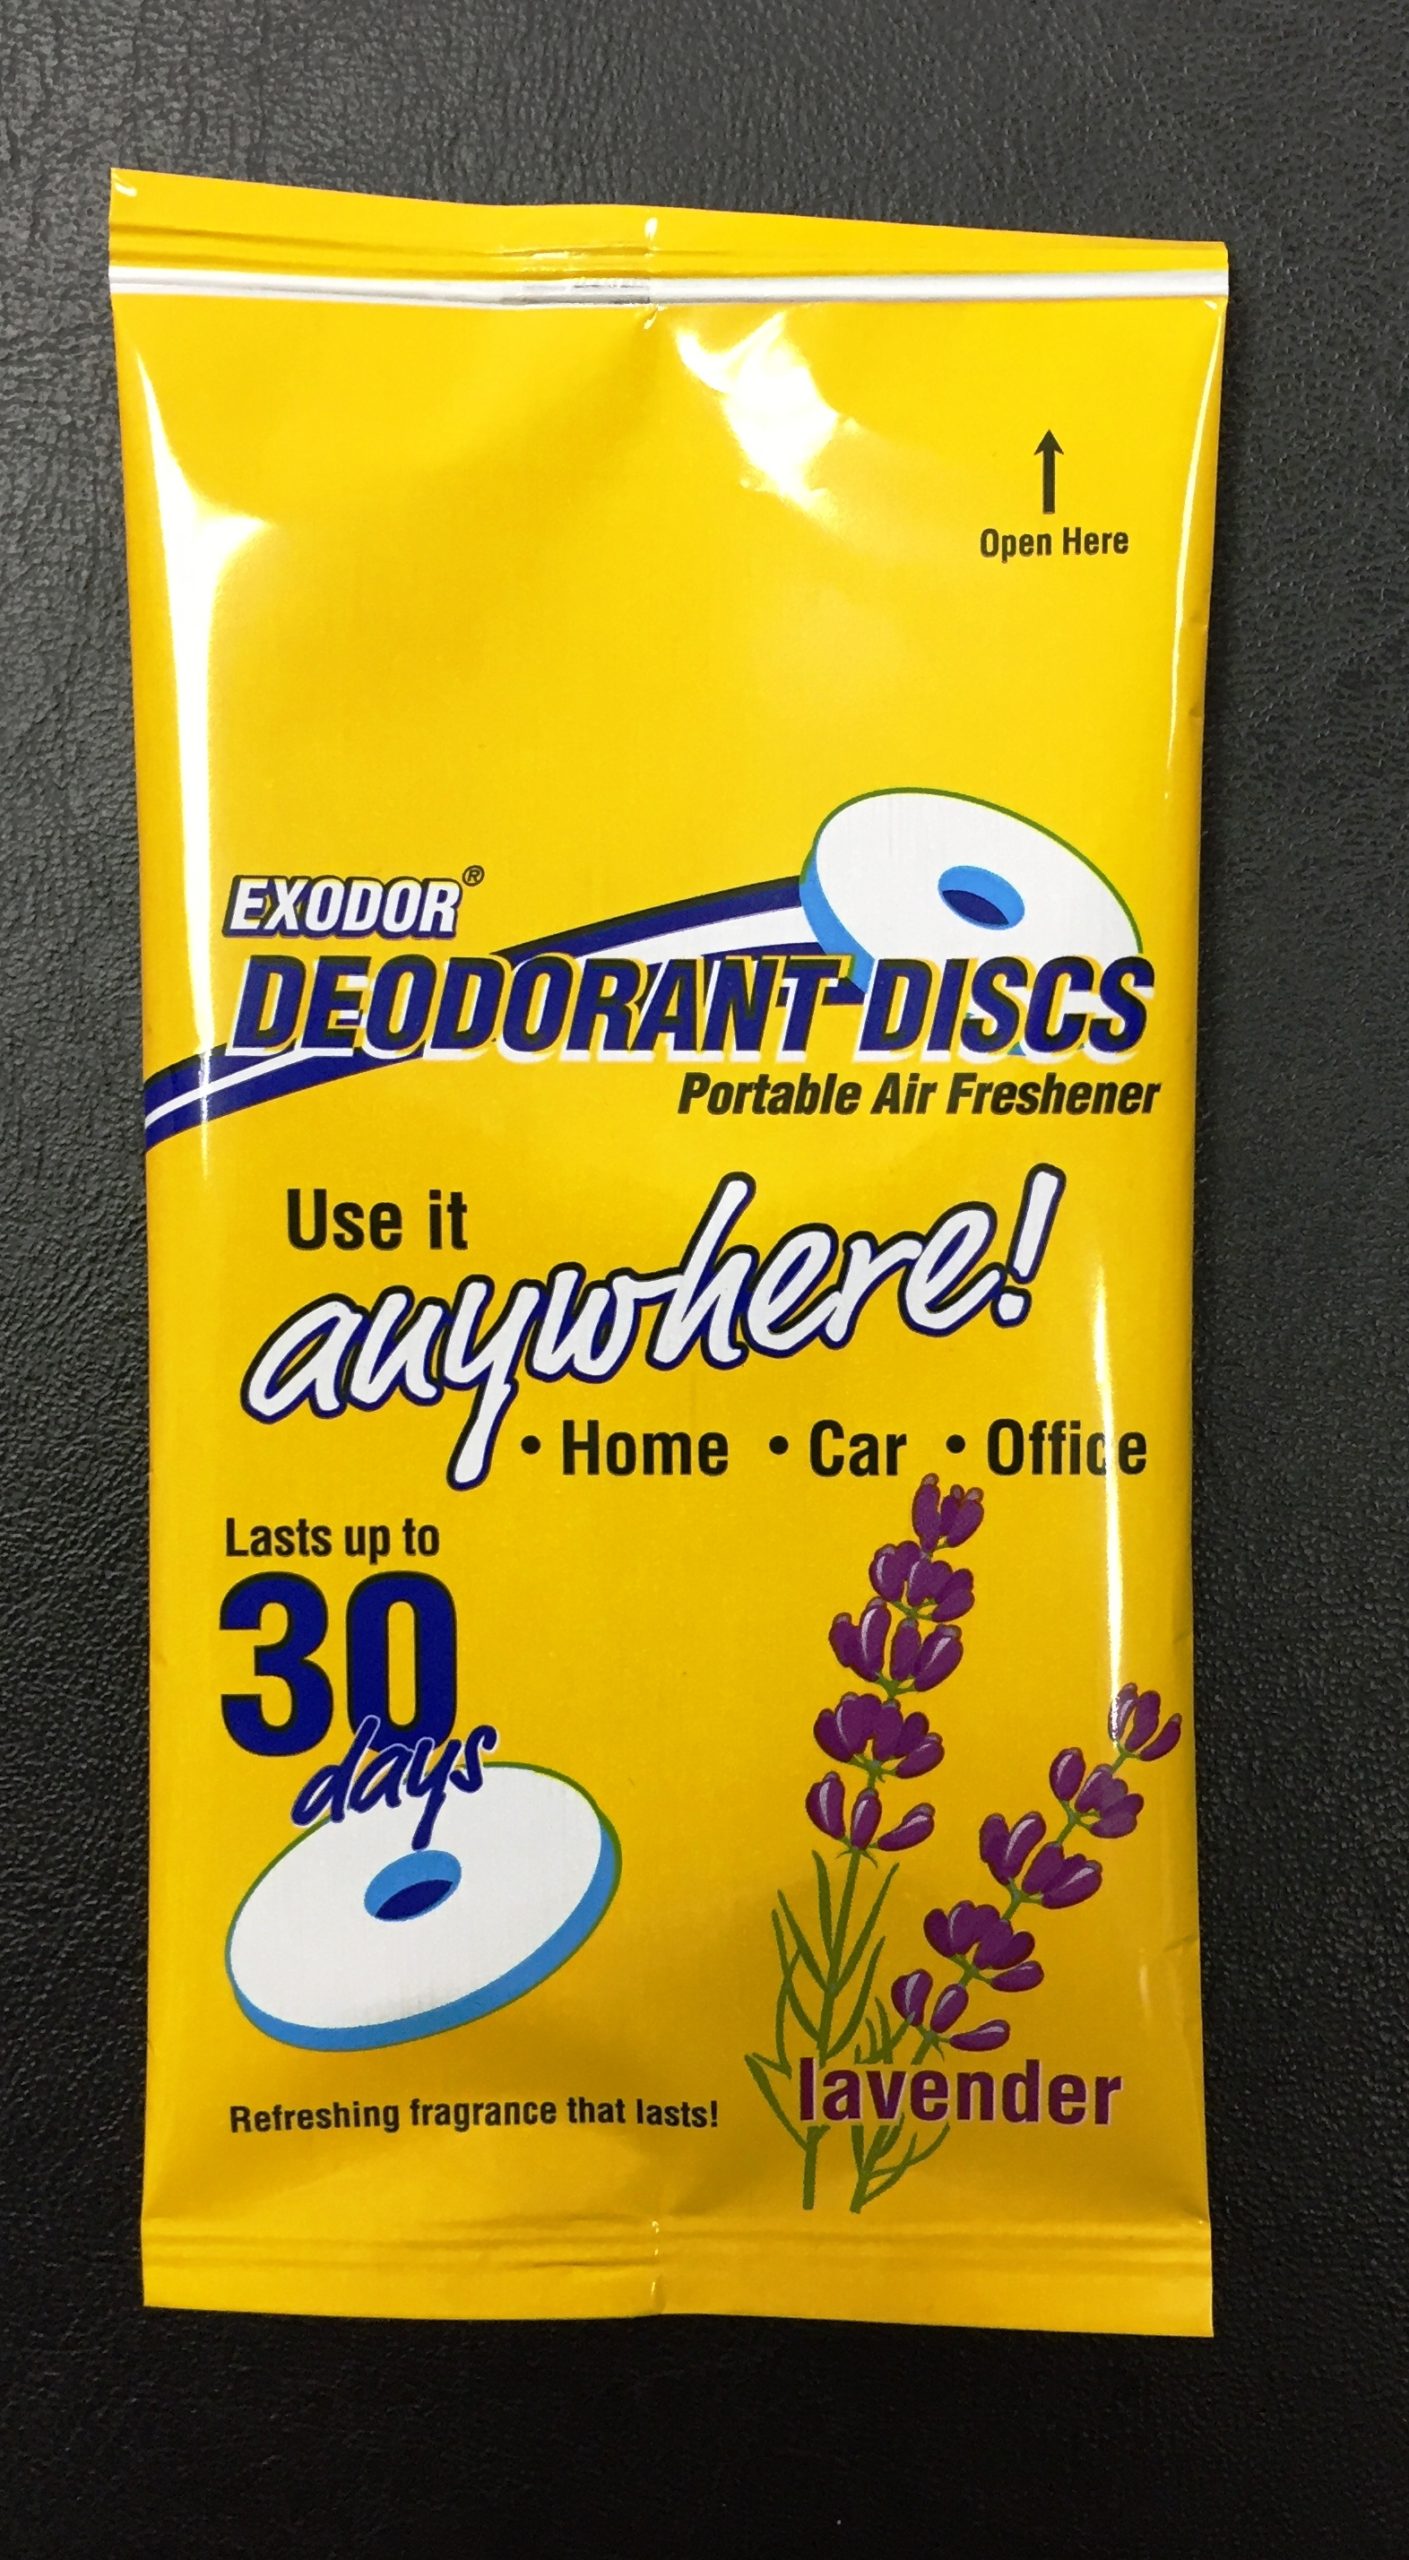 Open Here
EXODOR®
DEODORANT DISCS
Portable Air Freshener
Use it
anywhere!
• Home • Car • Office
Lasts up to
30
days
lavender
Refreshing fragrance that lasts!